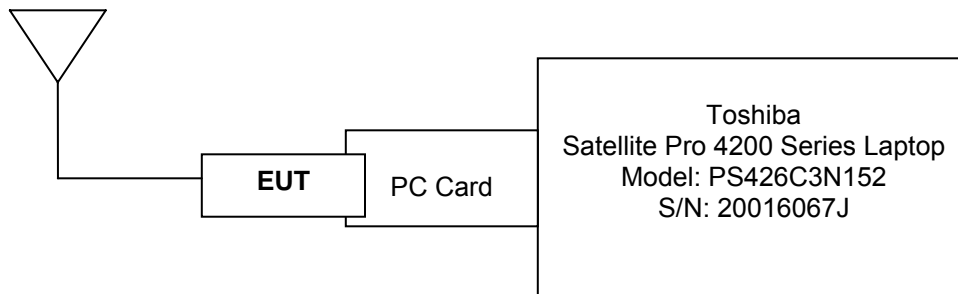 EUT
PC Card
Toshiba
Satellite Pro 4200 Series Laptop
Model: PS426C3N152
S/N: 20016067J